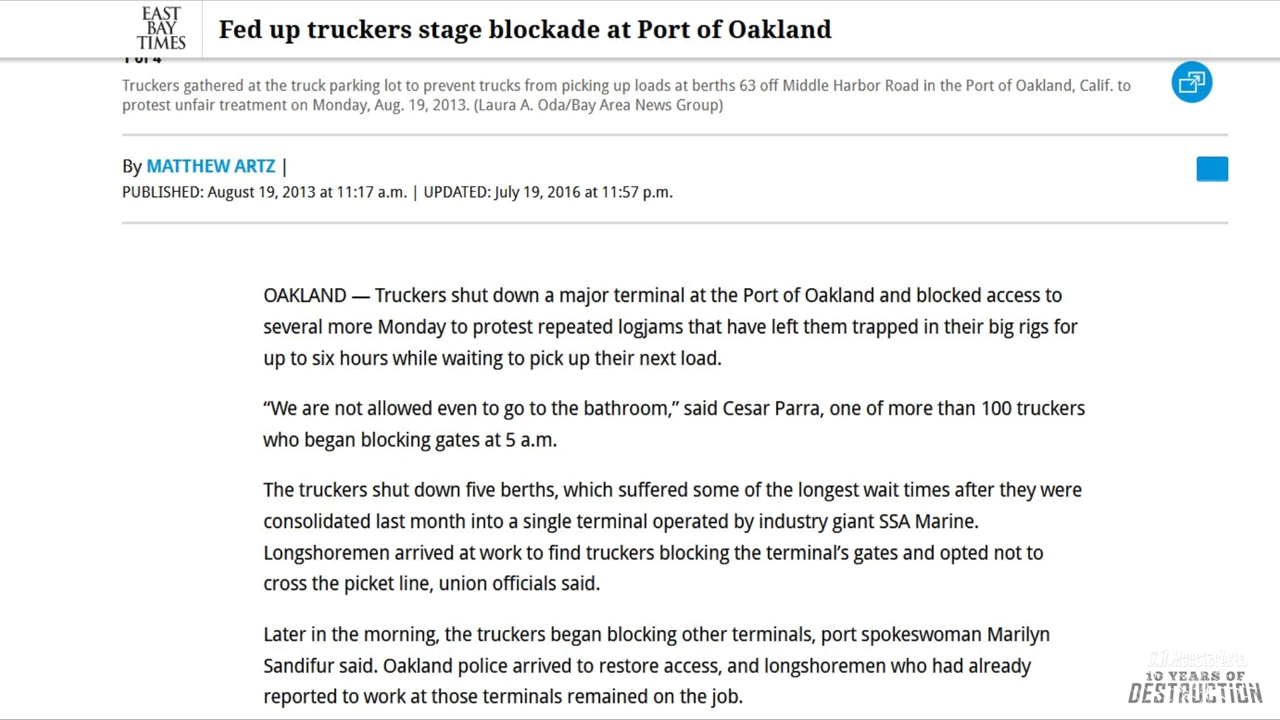 EAST
BAY
TIMES
Fed up truckers stage blockade at Port of Oakland
1 of 4
Truckers gathered at the truck parking lot to prevent trucks from picking up loads at berths 63 off Middle Harbor Road in the Port of Oakland, Calif. to
protest unfair treatment on Monday, Aug. 19, 2013. (Laura A. Oda/Bay Area News Group)
By MATTHEW ARTZ |
PUBLISHED: August 19, 2013 at 11:17 a.m. | UPDATED: July 19, 2016 at 11:57 p.m.
OAKLAND — Truckers shut down a major terminal at the Port of Oakland and blocked access to
several more Monday to protest repeated logjams that have left them trapped in their big rigs for
up to six hours while waiting to pick up their next load.
“We are not allowed even to go to the bathroom,” said Cesar Parra, one of more than 100 truckers
who began blocking gates at 5 a.m.
The truckers shut down five berths, which suffered some of the longest wait times after they were
consolidated last month into a single terminal operated by industry giant SSA Marine.
Longshoremen arrived at work to find truckers blocking the terminal’s gates and opted not to
cross the picket line, union officials said.
Later in the morning, the truckers began blocking other terminals, port spokeswoman Marilyn
Sandifur said. Oakland police arrived to restore access, and longshoremen who had already
reported to work at those terminals remained on the job.
10 YEARS OF
DESTRUCTION